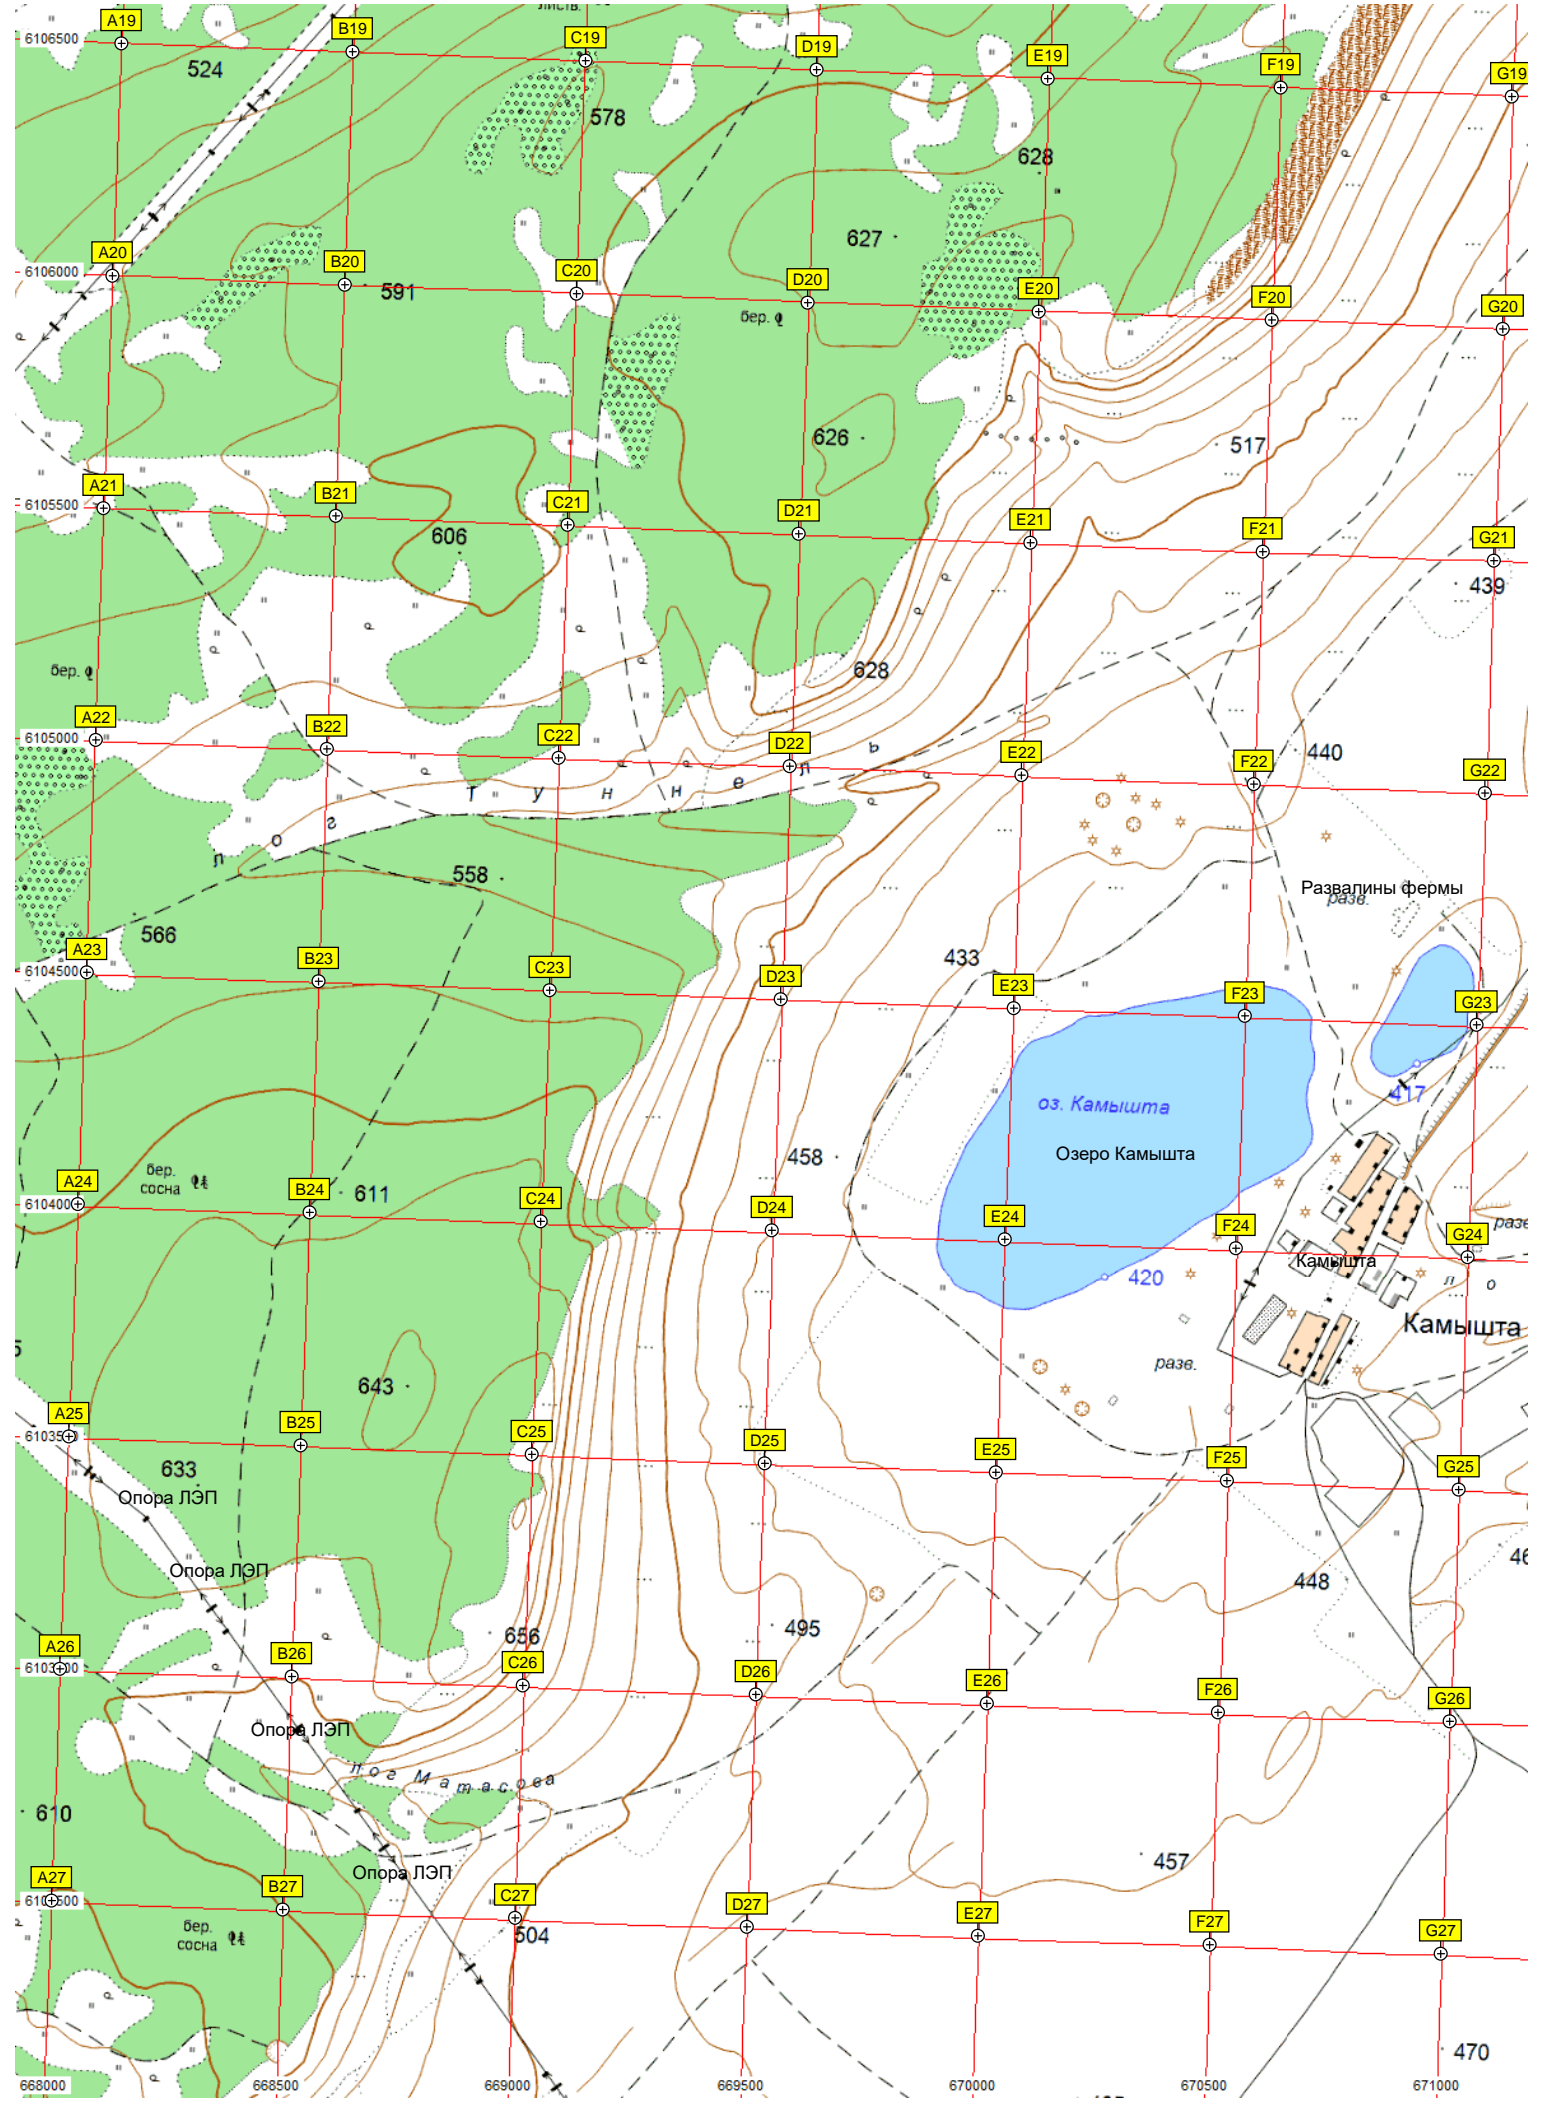 листв.
A19 B19 C19 D19 E19 F19 G19
6106500
524
578
628
627
A20 B20 C20 D20 E20 F20 G20
6106000
591
бер.
626
517
A21 B21 C21 D21 E21 F21 G21
6105500
606
439
бер.
628
A22 B22 C22 D22 E22 F22 G22
6105000
440
лог Туннель
558
Развалины фермы
разв.
566
433
A23 B23 C23 D23 E23 F23 G23
6104500
417
оз. Камышта
Озеро Камышта
458
бер.
сосна
611
A24 B24 C24 D24 E24 F24 G24
6104000
разв
Камышта
420
л о
Камышта
5
643
разв.
A25 B25 C25 D25 E25 F25 G25
633
Опора ЛЭП
46
Опора ЛЭП
448
495
656
A26 B26 C26 D26 E26 F26 G26
Опора ЛЭП
лог Матасова
610
457
Опора ЛЭП
A27 B27 C27 D27 E27 F27 G27
504
бер.
сосна
470
668000 668500 669000 669500 670000 670500 671000